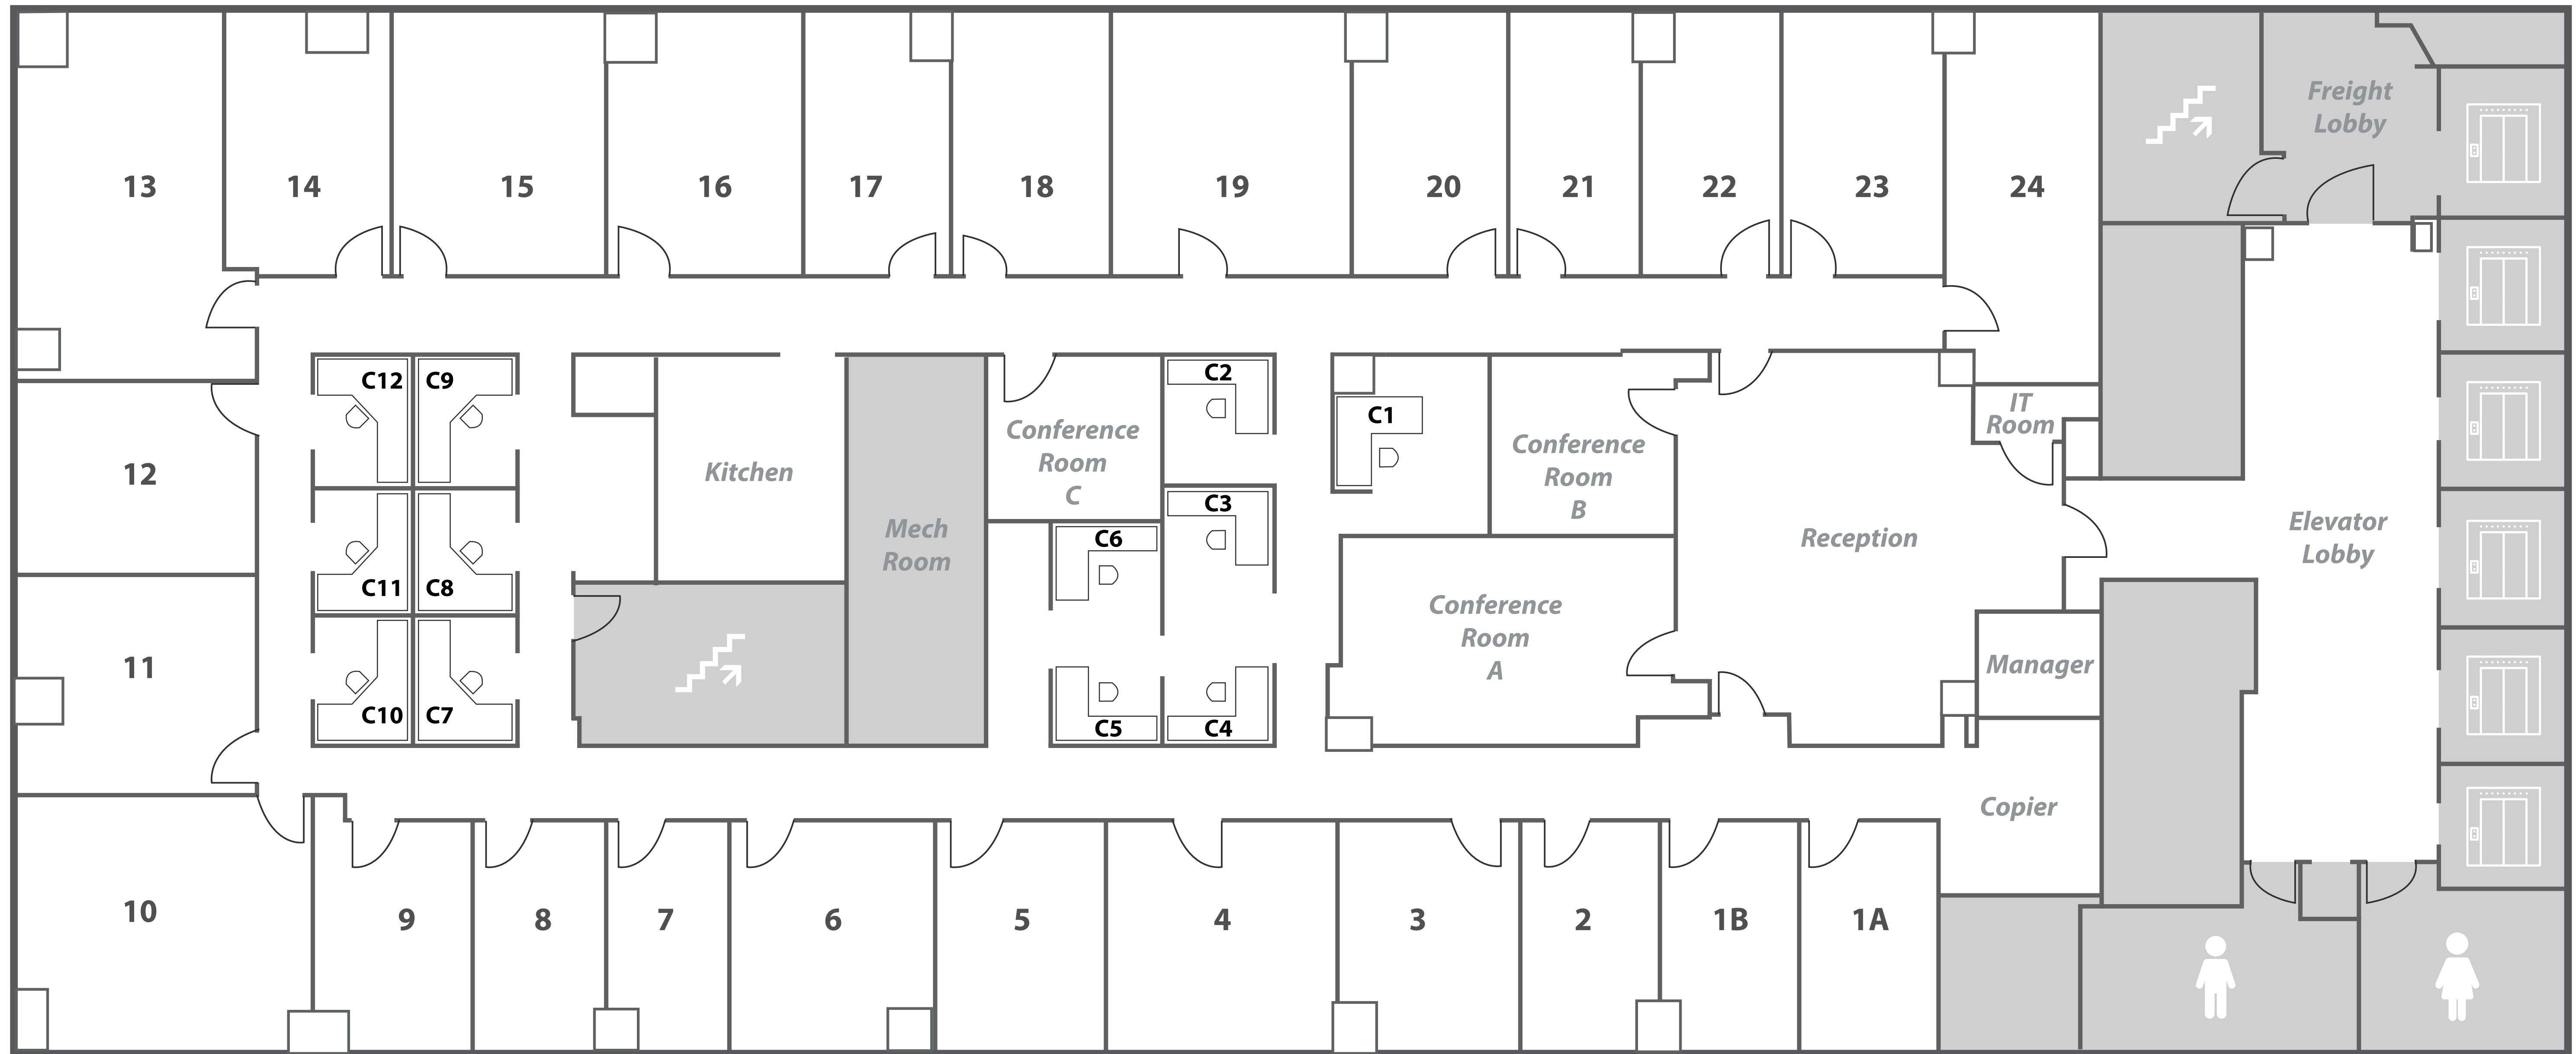 Freight
Lobby
13
14
15
16
17
18
19
20
21
22
23
24
C12
C9
C2
C1
IT
Room
Conference
Room
C
Conference
Room
B
Kitchen
12
C3
Mech
Room
C6
Reception
Elevator
Lobby
C11
C8
Conference
Room
A
11
Manager
C10
C7
C5
C4
Copier
10
9
8
7
6
5
4
3
2
1B
1A